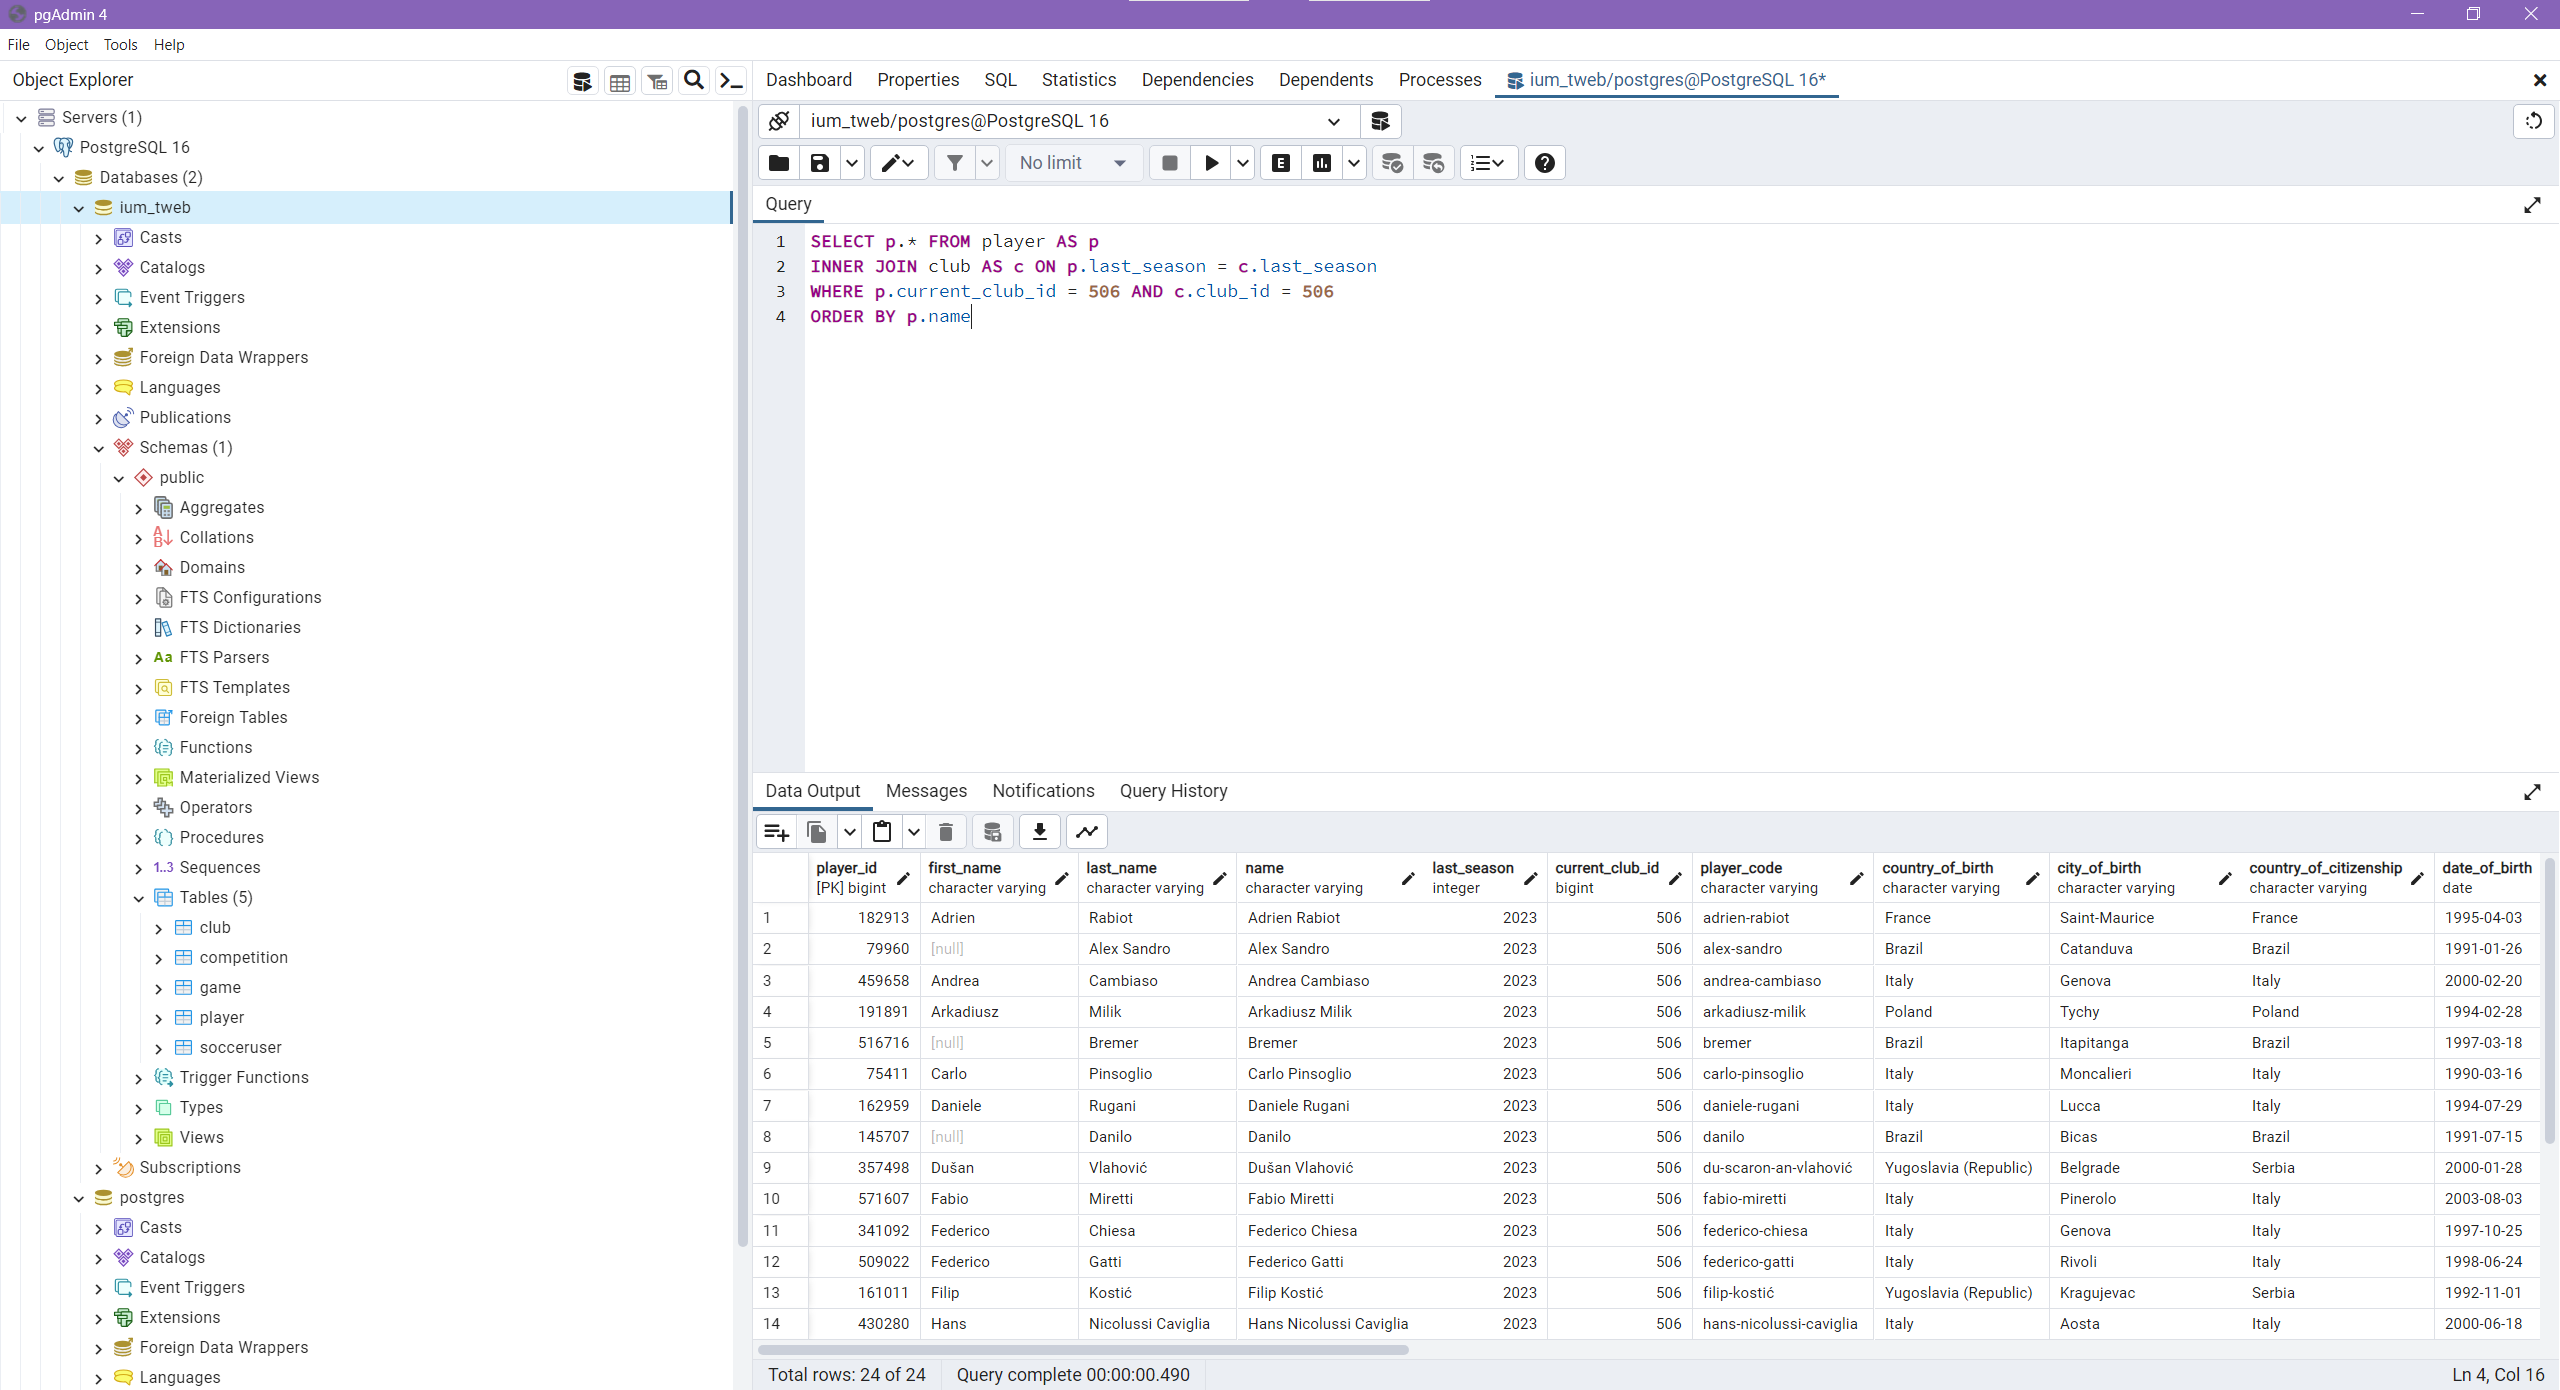 pgAdmin 4
File Object Tools Help
Object Explorer
Servers (1)
PostgreSQL 16
Databases (2)
ium_tweb
Casts
Catalogs
Event Triggers
Extensions
Foreign Data Wrappers
Languages
Publications
Schemas (1)
public
Aggregates
Collations
Domains
FTS Configurations
FTS Dictionaries
Aa FTS Parsers
FTS Templates
Foreign Tables
Functions
Materialized Views
Operators
Procedures
1..3 Sequences
Tables (5)
club
competition
game
player
socceruser
Trigger Functions
Types
Views
Subscriptions
postgres
Casts
Catalogs
Event Triggers
Extensions
Foreign Data Wrappers
Languages
Dashboard Properties SQL Statistics Dependencies Dependents Processes ium_tweb/postgres@PostgreSQL 16*
ium_tweb/postgres@PostgreSQL 16
No limit E
Query
1 SELECT p.* FROM player AS p
2 INNER JOIN club AS c ON p.last_season = c.last_season
3 WHERE p.current_club_id = 506 AND c.club_id = 506
4 ORDER BY p.name
Data Output Messages Notifications Query History
player_id first_name last_name name last_season current_club_id player_code country_of_birth city_of_birth country_of_citizenship date_of_birth
[PK] bigint character varying character varying character varying integer bigint character varying character varying character varying character varying date
1 182913 Adrien Rabiot Adrien Rabiot 2023 506 adrien-rabiot France Saint-Maurice France 1995-04-03
2 79960 [null] Alex Sandro Alex Sandro 2023 506 alex-sandro Brazil Catanduva Brazil 1991-01-26
3 459658 Andrea Cambiaso Andrea Cambiaso 2023 506 andrea-cambiaso Italy Genova Italy 2000-02-20
4 191891 Arkadiusz Milik Arkadiusz Milik 2023 506 arkadiusz-milik Poland Tychy Poland 1994-02-28
5 516716 [null] Bremer Bremer 2023 506 bremer Brazil Itapitanga Brazil 1997-03-18
6 75411 Carlo Pinsoglio Carlo Pinsoglio 2023 506 carlo-pinsoglio Italy Moncalieri Italy 1990-03-16
7 162959 Daniele Rugani Daniele Rugani 2023 506 daniele-rugani Italy Lucca Italy 1994-07-29
8 145707 [null] Danilo Danilo 2023 506 danilo Brazil Bicas Brazil 1991-07-15
9 357498 Dušan Vlahović Dušan Vlahović 2023 506 du-scaron-an-vlahović Yugoslavia (Republic) Belgrade Serbia 2000-01-28
10 571607 Fabio Miretti Fabio Miretti 2023 506 fabio-miretti Italy Pinerolo Italy 2003-08-03
11 341092 Federico Chiesa Federico Chiesa 2023 506 federico-chiesa Italy Genova Italy 1997-10-25
12 509022 Federico Gatti Federico Gatti 2023 506 federico-gatti Italy Rivoli Italy 1998-06-24
13 161011 Filip Kostić Filip Kostić 2023 506 filip-kostić Yugoslavia (Republic) Kragujevac Serbia 1992-11-01
14 430280 Hans Nicolussi Caviglia Hans Nicolussi Caviglia 2023 506 hans-nicolussi-caviglia Italy Aosta Italy 2000-06-18
Total rows: 24 of 24 Query complete 00:00:00.490 Ln 4, Col 16